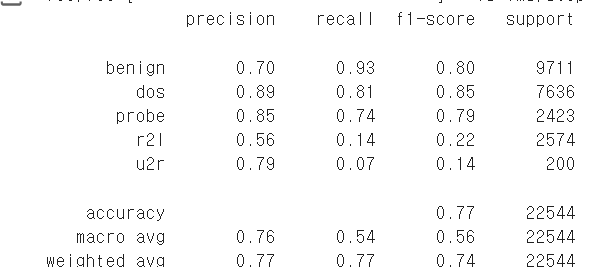 precision recall f1-score support
benign 0.70 0.93 0.80 9711
dos 0.89 0.81 0.85 7636
probe 0.85 0.74 0.79 2423
r2l 0.56 0.14 0.22 2574
u2r 0.79 0.07 0.14 200
accuracy 0.77 22544
macro avg 0.76 0.54 0.56 22544
weighted avg 0.77 0.77 0.74 22544